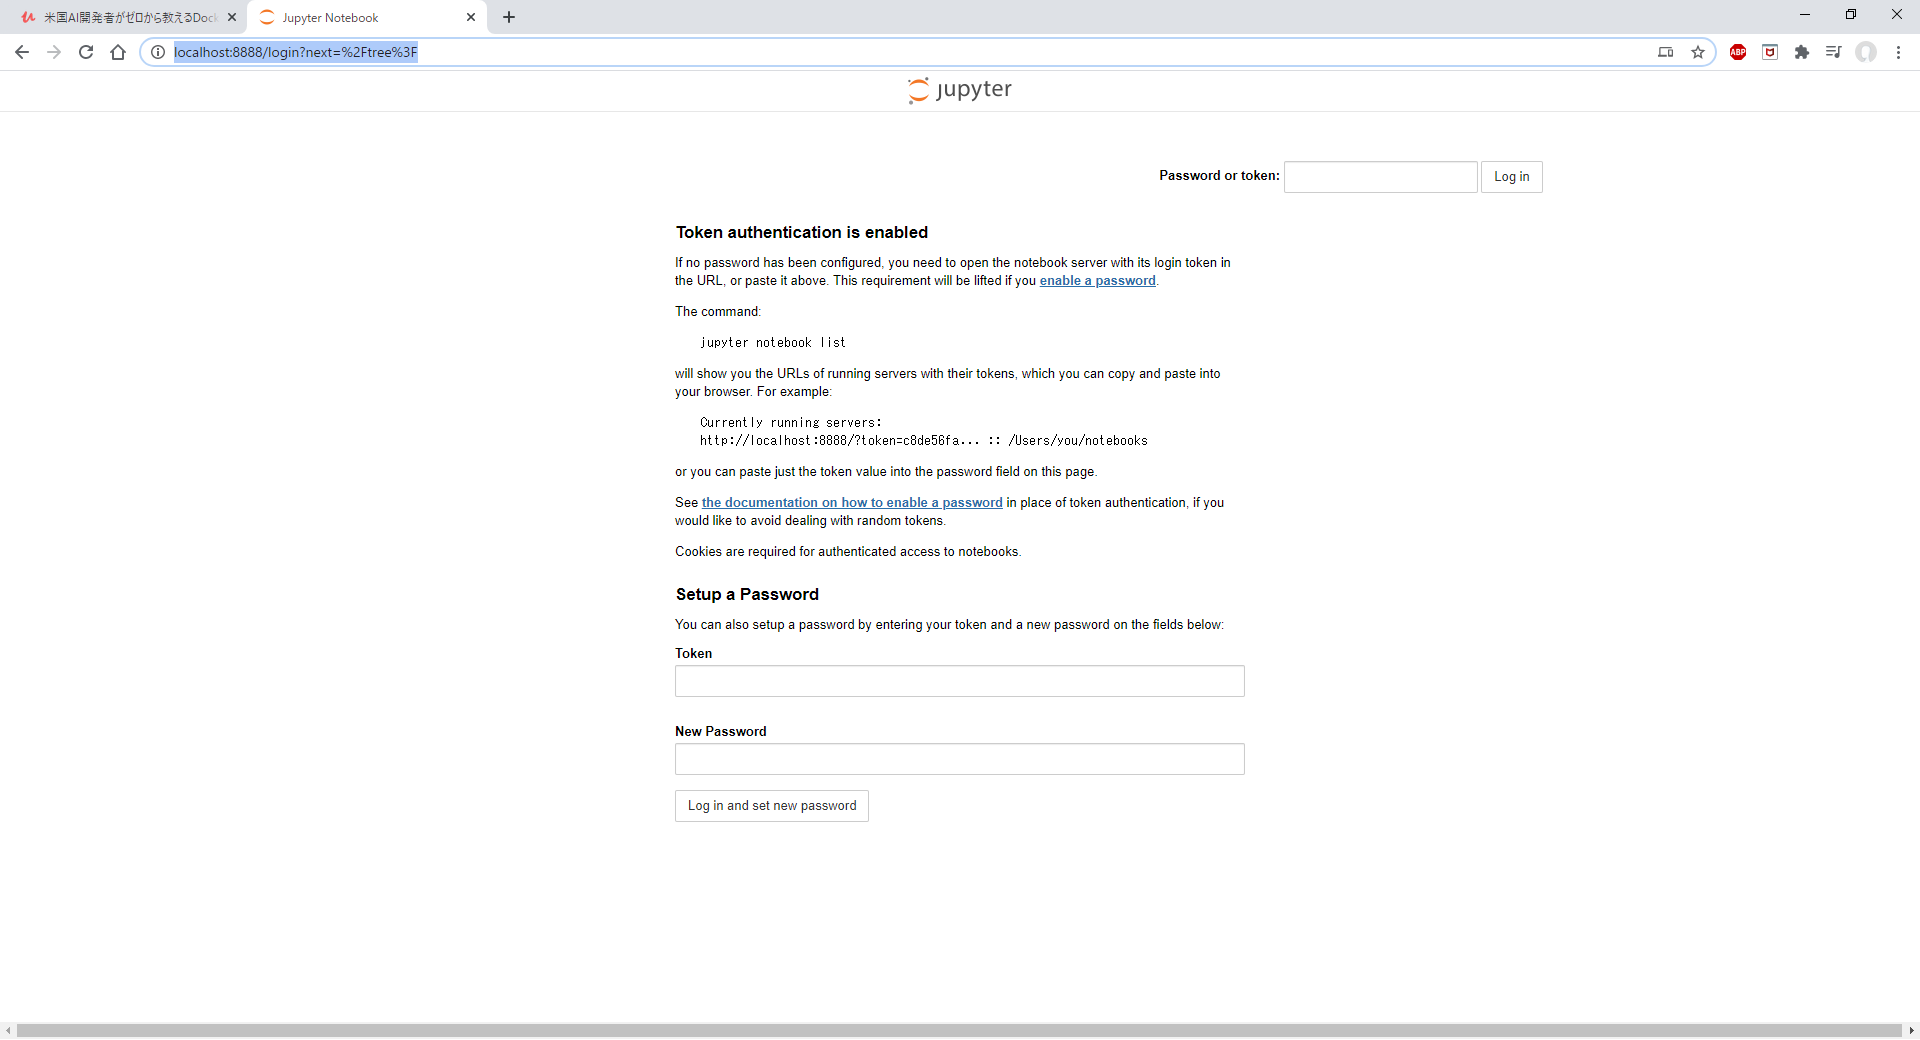 米国AI開発者がゼロから教えるDock
Jupyter Notebook
localhost:8888/login?next=%2Ftree%3F
ABP
jupyter
Password or token:
Log in
Token authentication is enabled
If no password has been configured, you need to open the notebook server with its login token in
the URL, or paste it above. This requirement will be lifted if you enable a password.
The command:
jupyter notebook list
will show you the URLs of running servers with their tokens, which you can copy and paste into
your browser. For example:
Currently running servers:
http://localhost:8888/?token=c8de56fa... :: /Users/you/notebooks
or you can paste just the token value into the password field on this page.
See the documentation on how to enable a password in place of token authentication, if you
would like to avoid dealing with random tokens.
Cookies are required for authenticated access to notebooks.
Setup a Password
You can also setup a password by entering your token and a new password on the fields below:
Token
New Password
Log in and set new password